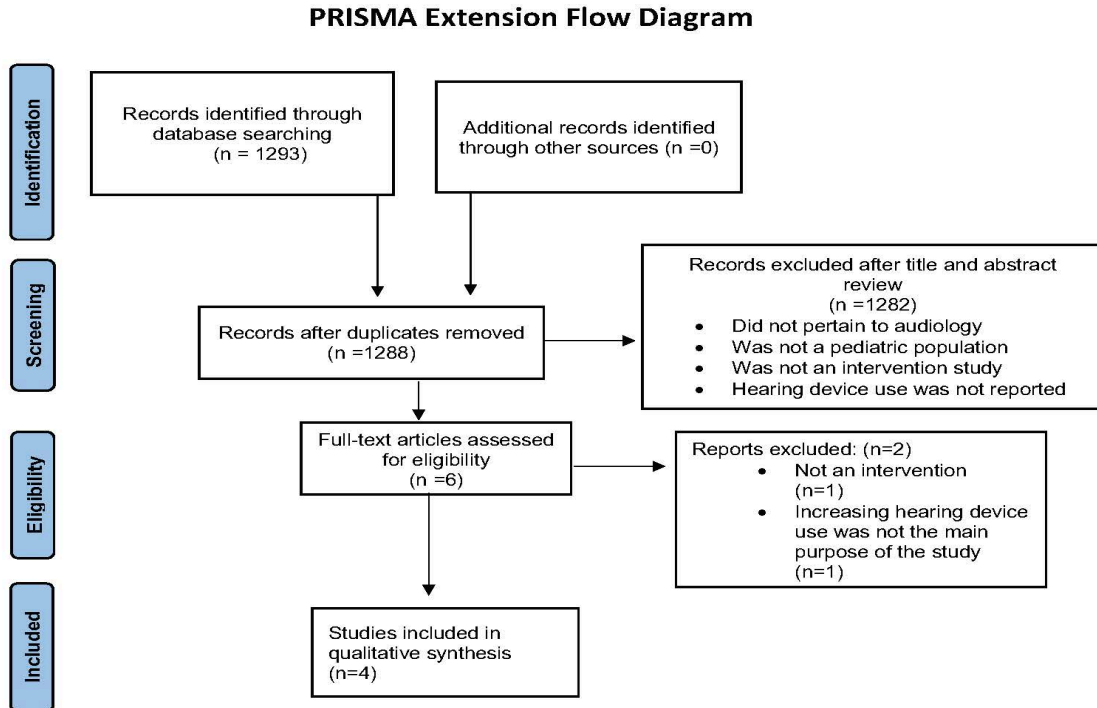 PRISMA Extension Flow Diagram
Identification
Records identified through
database searching
(n = 1293)
Additional records identified
through other sources (n =0)
Screening
Records after duplicates removed
(n =1288)
Records excluded after title and abstract
review
(n =1282)
• Did not pertain to audiology
• Was not a pediatric population
• Was not an intervention study
• Hearing device use was not reported
Eligibility
Full-text articles assessed
for eligibility
(n =6)
Reports excluded: (n=2)
• Not an intervention
(n=1)
• Increasing hearing device
use was not the main
purpose of the study
(n=1)
Included
Studies included in
qualitative synthesis
(n=4)